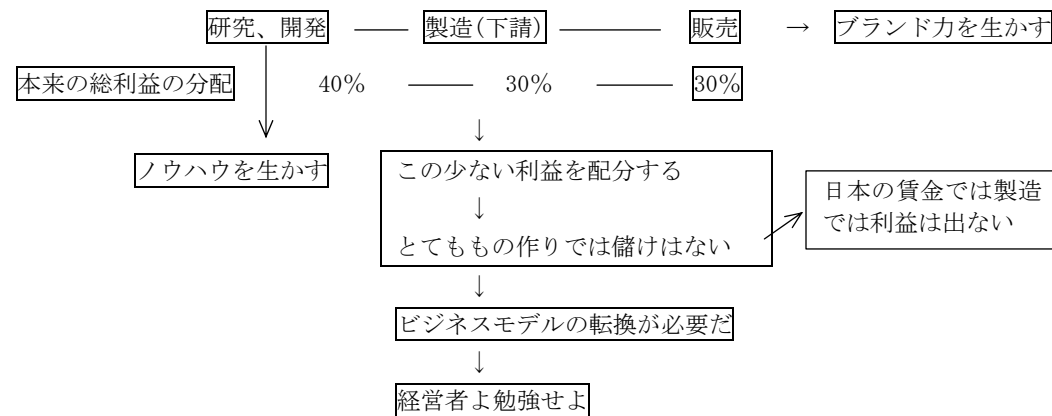 研究、開発 製造(下請) 販売 → ブランド力を生かす
本来の総利益の分配 40% 30% 30%
↓
ノウハウを生かす
この少ない利益を配分する
↓
とてももの作りでは儲けはない
日本の賃金では製造
では利益は出ない
↓
ビジネスモデルの転換が必要だ
↓
経営者よ勉強せよ